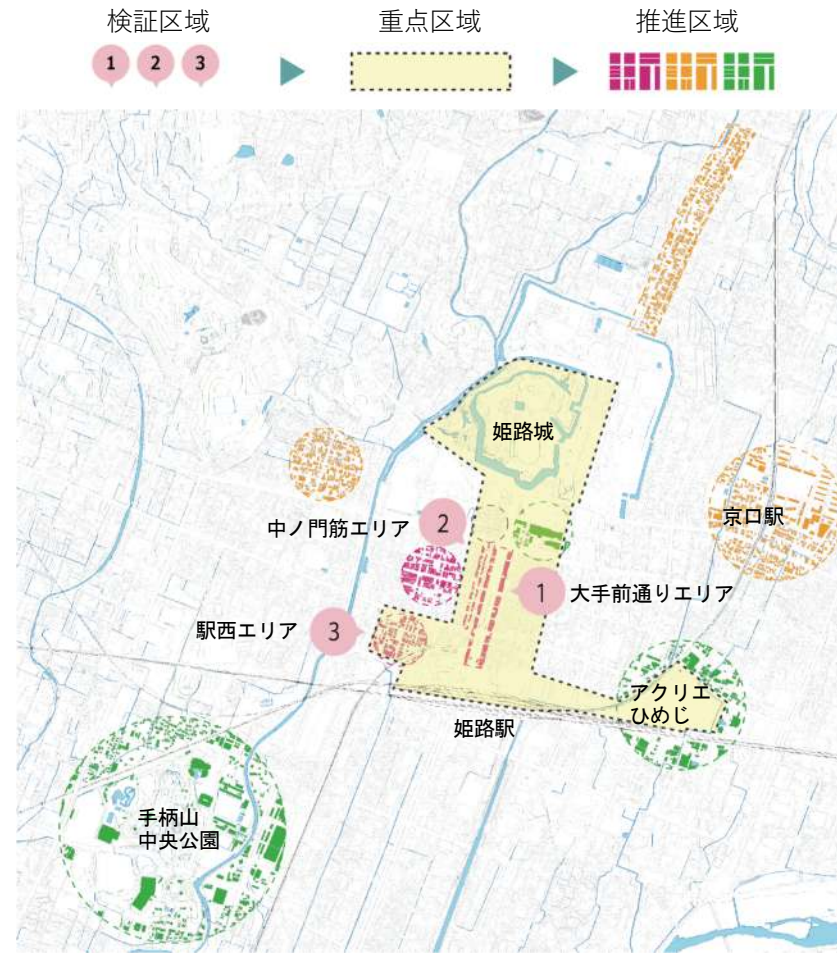 検証区域
重点区域
推進区域
1 2 3
姫路城
中ノ門筋エリア
2
京口駅
1
大手前通りエリア
駅西エリア
3
アクリエ
ひめじ
姫路駅
手柄山
中央公園